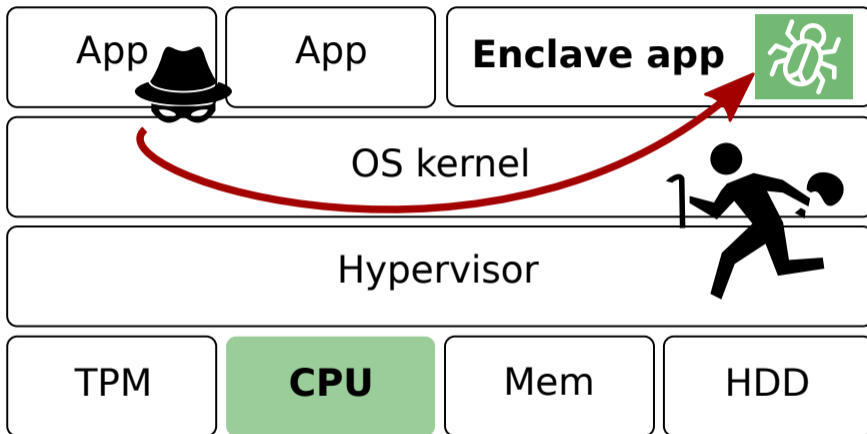 App
App
Enclave app
OS kernel
Hypervisor
TPM
CPU
Mem
HDD